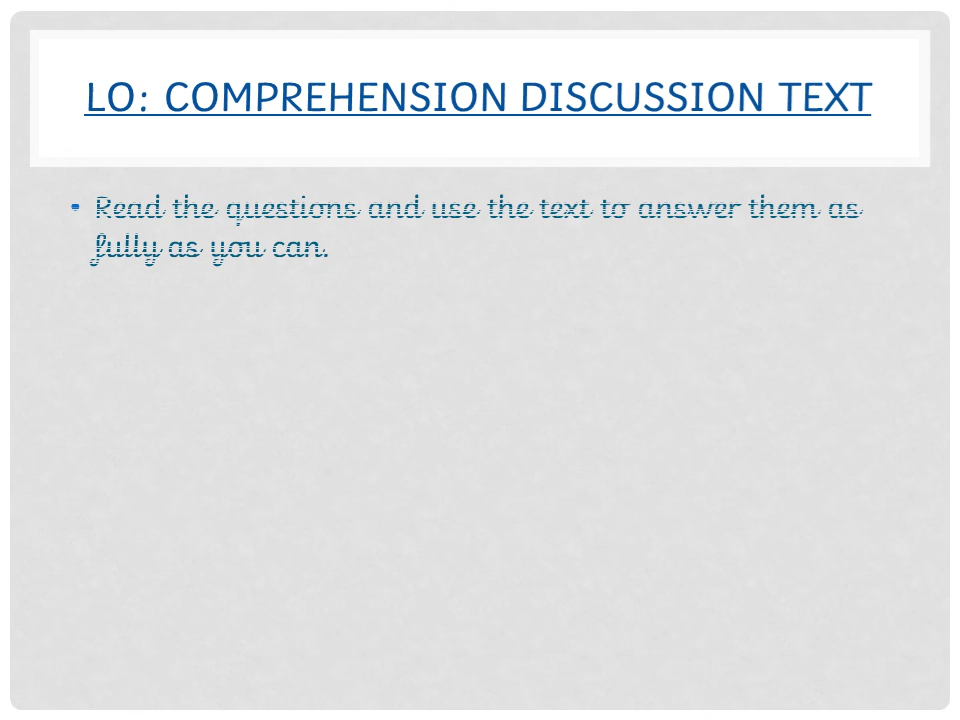 LO: COMPREHENSION DISCUSSION TEXT
• Read the questions and use the text to answer them as
fully as you can.